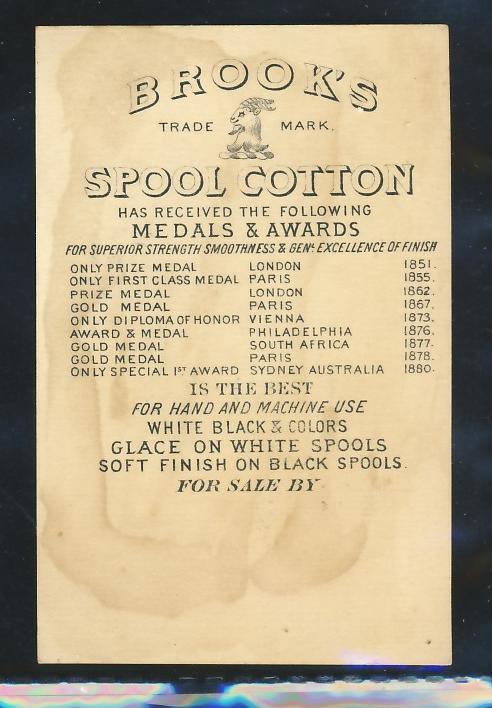 BROOK'S
TRADE MARK.
SPOOL COTTON
HAS RECEIVED THE FOLLOWING
MEDALS & AWARDS
FOR SUPERIOR STRENGTH SMOOTHNESS & GENL EXCELLENCE OF FINISH
ONLY PRIZE MEDAL LONDON 1851.
ONLY FIRST CLASS MEDAL PARIS 1855.
PRIZE MEDAL LONDON 1862.
GOLD MEDAL PARIS 1867.
ONLY DIPLOMA OF HONOR VIENNA 1873.
AWARD & MEDAL PHILADELPHIA 1876.
GOLD MEDAL SOUTH AFRICA 1877.
GOLD MEDAL PARIS 1878.
ONLY SPECIAL 1ST AWARD SYDNEY AUSTRALIA 1880.
IS THE BEST
FOR HAND AND MACHINE USE
WHITE BLACK & COLORS
GLACE ON WHITE SPOOLS
SOFT FINISH ON BLACK SPOOLS.
FOR SALE BY